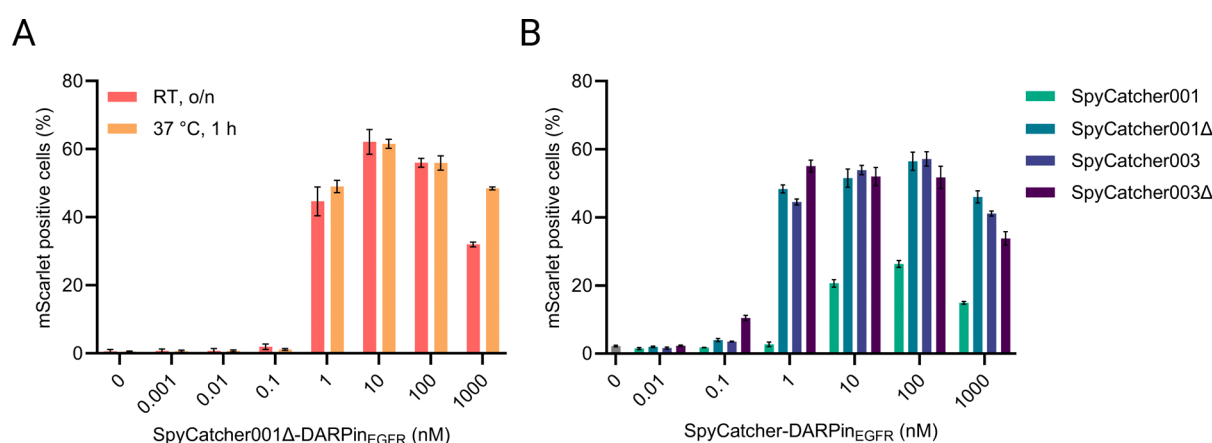 A
mScarlet positive cells (%)
80
60
40
20
0
RT, o/n
37 °C, 1 h
0
0.001
0.01
0.1
1
10
100
1000
SpyCatcher001Δ-DARPinEGFR (nM)
B
mScarlet positive cells (%)
80
60
40
20
0
0
0.01
0.1
1
10
100
1000
SpyCatcher-DARPinEGFR (nM)
SpyCatcher001
SpyCatcher001Δ
SpyCatcher003
SpyCatcher003Δ